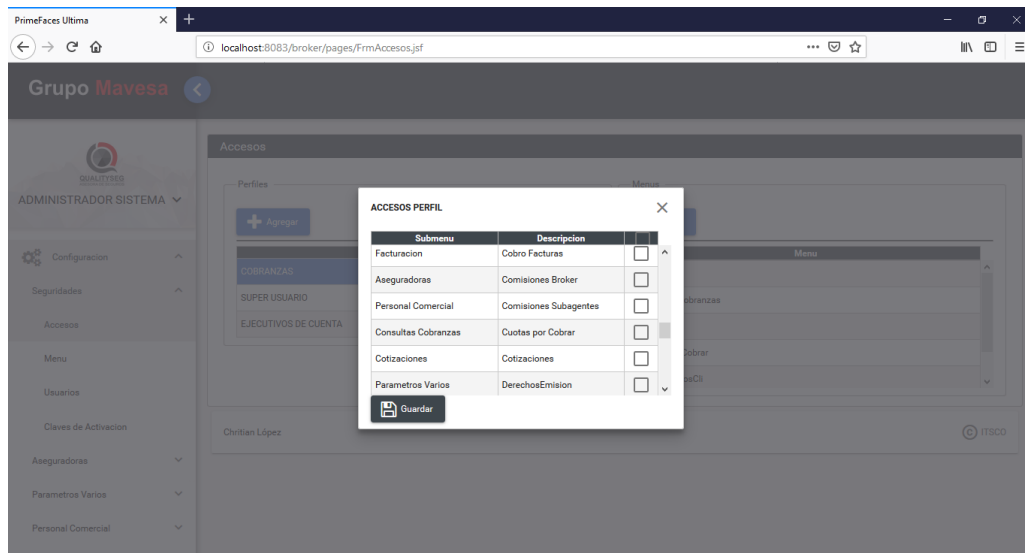 PrimeFaces Ultima
localhost:8083/broker/pages/FrmAccesos.jsf
Grupo Mavesa
QUALITYSEG
ADMINISTRADOR SISTEMA
Configuracion
Seguridades
Accesos
Menu
Usuarios
Claves de Activacion
Aseguradoras
Parametros Varios
Personal Comercial
Accesos
Perfiles
Agregar
COBRANZAS
SUPER USUARIO
EJECUTIVOS DE CUENTA
Menus
Menu
obranzas
Cobrar
osCli
ACCESOS PERFIL
Submenu Descripcion
Facturacion Cobro Facturas
Aseguradoras Comisiones Broker
Personal Comercial Comisiones Subagentes
Consultas Cobranzas Cuotas por Cobrar
Cotizaciones Cotizaciones
Parametros Varios DerechosEmision
Guardar
Chritian López
© ITSCO